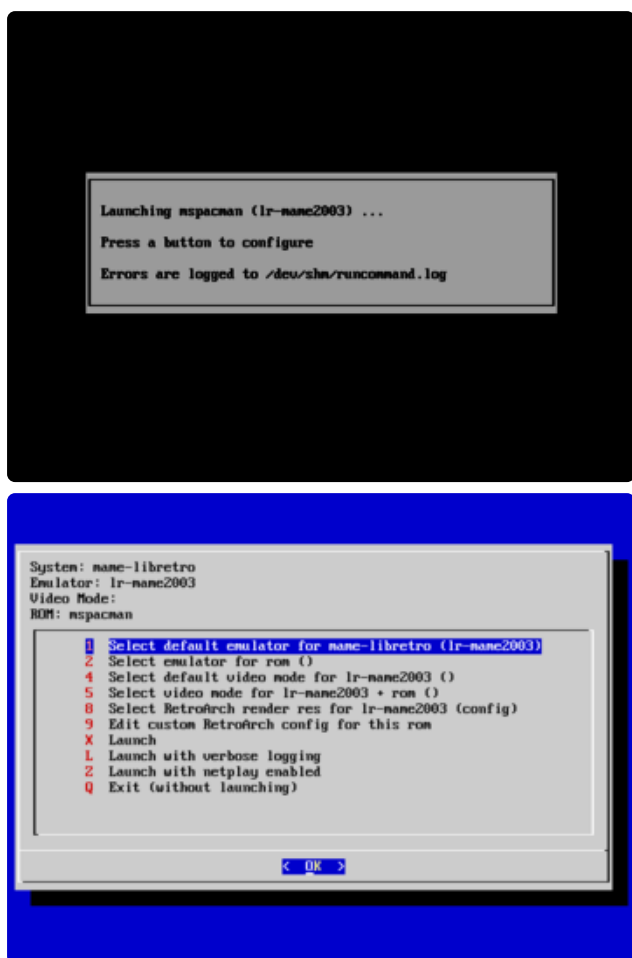 Launching mspacman (lr-mame2003) ...
Press a button to configure
Errors are logged to /dev/shm/runcommand.log
System: mame-libretro
Emulator: lr-mame2003
Video Mode:
ROM: mspacman
1 Select default emulator for mame-libretro (lr-mame2003)
2 Select emulator for rom ()
4 Select default video mode for lr-mame2003 ()
5 Select video mode for lr-mame2003 + rom ()
8 Select RetroArch render res for lr-mame2003 (config)
9 Edit custom RetroArch config for this rom
X Launch
L Launch with verbose logging
Z Launch with netplay enabled
Q Exit (without launching)
< OK >